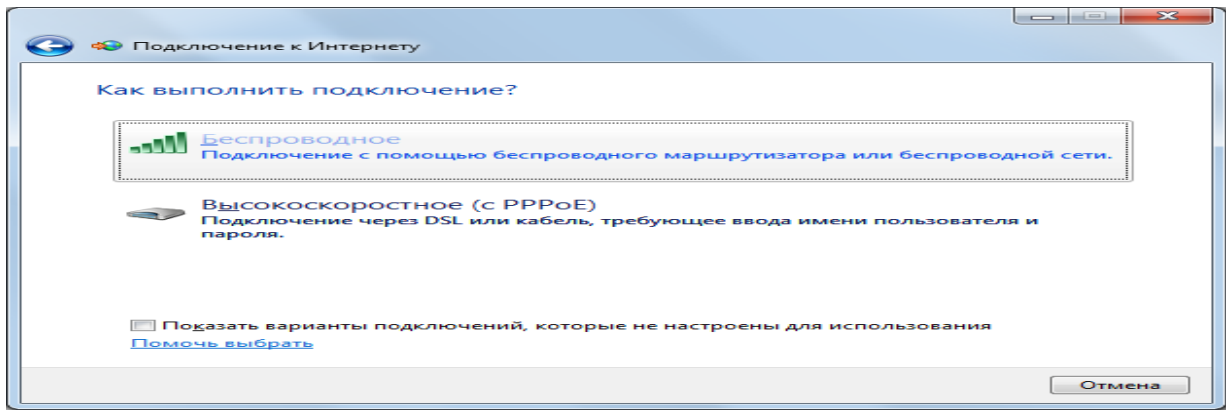 Подключение к Интернету
Как выполнить подключение?
Беспроводное
Подключение с помощью беспроводного маршрутизатора или беспроводной сети.
Высокоскоростное (с PPPoE)
Подключение через DSL или кабель, требующее ввода имени пользователя и
пароля.
Показать варианты подключений, которые не настроены для использования
Помочь выбрать
Отмена